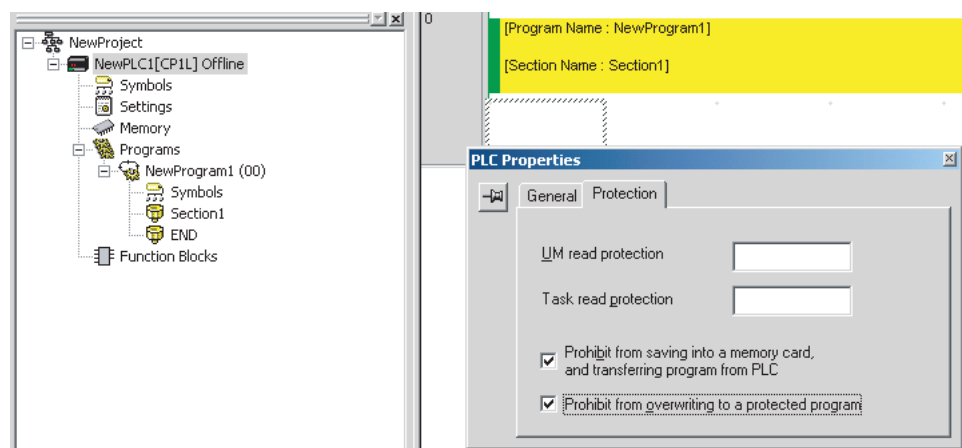 NewProject
NewPLC1[CP1L] Offline
Symbols
Settings
Memory
Programs
NewProgram1 (00)
Symbols
Section1
END
Function Blocks
0
[Program Name : NewProgram1]
[Section Name : Section1]
PLC Properties
General Protection
UM read protection
Task read protection
Prohibit from saving into a memory card,
and transferring program from PLC
Prohibit from overwriting to a protected program